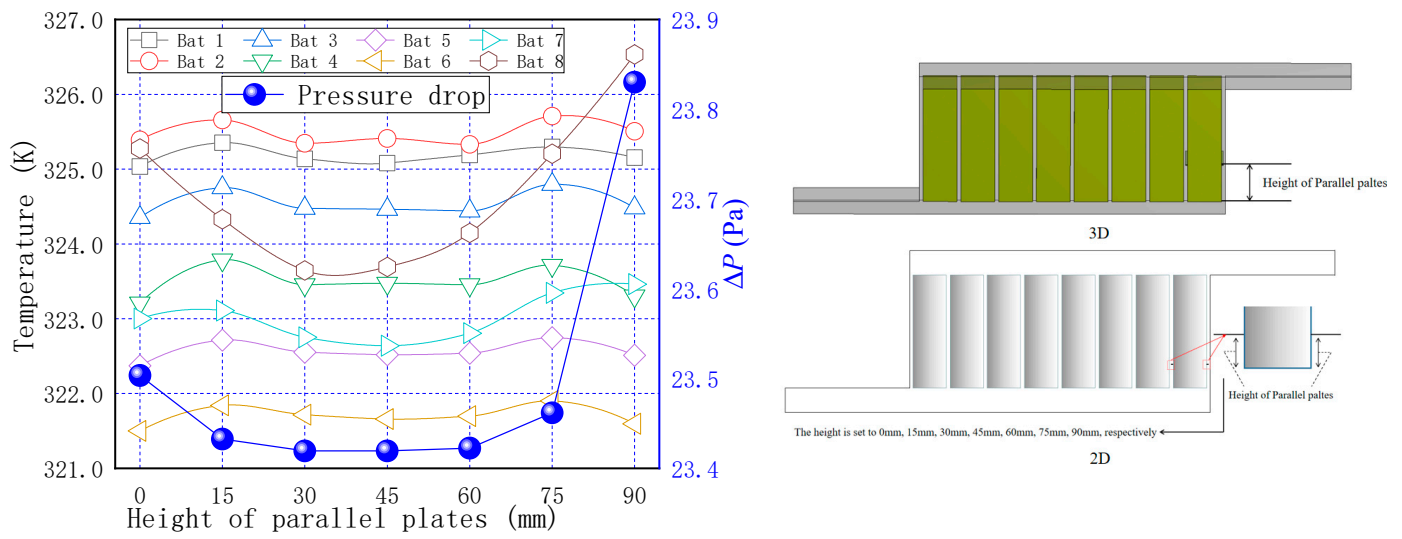 327.0
326.0
325.0
324.0
323.0
322.0
321.0
Temperature (K)
Bat 1
Bat 3
Bat 5
Bat 7
Bat 2
Bat 4
Bat 6
Bat 8
Pressure drop
23.9
23.8
23.7
23.6
23.5
23.4
ΔP (Pa)
0
15
30
45
60
75
90
Height of parallel plates (mm)
Height of Parallel paltes
3D
Height of Parallel paltes
The height is set to 0mm, 15mm, 30mm, 45mm, 60mm, 75mm, 90mm, respectively
2D